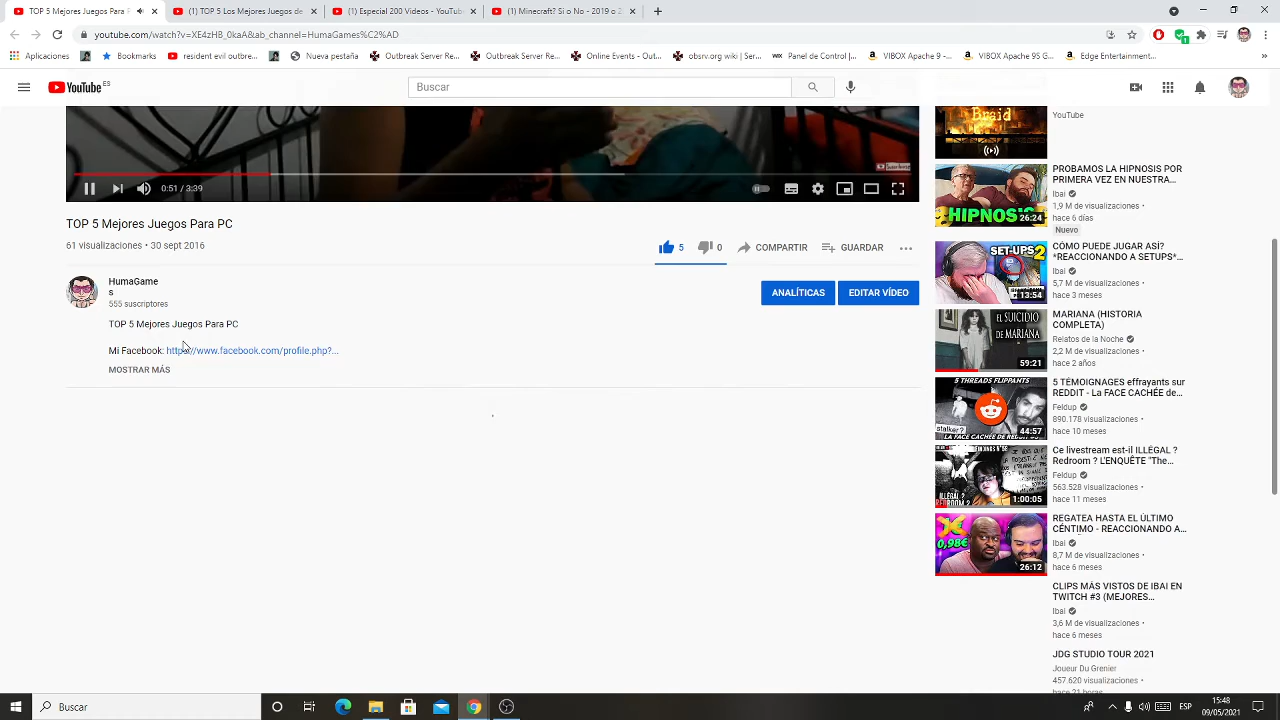 TOP 5 Mejores Juegos Para P
(1) TOP 5 Los Mejores Juegos de
(1) Especial 200 Videos - YouTube
(1) Minecraft? Si o No - 2019 o 2
youtube.com/watch?v=XE4zHB_0kaA&ab_channel=HumaGames%C2%AD
Aplicaciones
Bookmarks
resident evil outbre...
Nueva pestaña
Outbreak Server Re...
Outbreak Server Re...
Online Events - Out...
obsrv.org wiki | Ser...
Panel de Control |...
VIBOX Apache 9 -...
VIBOX Apache 9S G...
Edge Entertainment...
YouTube ES
Buscar
Braid
YouTube
0:51 / 3:39
TOP 5 Mejores Juegos Para PC
61 visualizaciones • 30 sept 2016
5
0
COMPARTIR
GUARDAR
HumaGame
s
555 suscriptores
ANALÍTICAS
EDITAR VÍDEO
TOP 5 Mejores Juegos Para PC
Mi Facebook: https://www.facebook.com/profile.php?...
MOSTRAR MÁS
HIPNOSIS
26:24
PROBAMOS LA HIPNOSIS POR
PRIMERA VEZ EN NUESTRA...
Ibai
1,9 M de visualizaciones •
hace 6 días
Nuevo
SET-UPS 2
13:54
CÓMO PUEDE JUGAR ASÍ?
*REACCIONANDO A SETUPS*...
Ibai
5,7 M de visualizaciones •
hace 3 meses
EL SUICIDIO
DE MARIANA
59:21
MARIANA (HISTORIA
COMPLETA)
Relatos de la Noche
2,2 M de visualizaciones •
hace 2 años
5 THREADS FLIPPANTS
stalker ?
44:57
LA FACE CACHÉE DE REDDIT
5 TÉMOIGNAGES effrayants sur
REDDIT - La FACE CACHÉE de...
Feldup
890.178 visualizaciones •
hace 10 meses
ILLÉGAL ?
REDROOM ?
1:00:05
Ce livestream est-il ILLÉGAL ?
Redroom ? L'ENQUÊTE "The...
Feldup
563.528 visualizaciones •
hace 11 meses
0,98€
26:12
REGATEA HASTA EL ÚLTIMO
CÉNTIMO - REACCIONANDO A...
Ibai
8,7 M de visualizaciones •
hace 6 meses
CLIPS MÁS VISTOS DE IBAI EN
TWITCH #3 (MEJORES...
Ibai
3,6 M de visualizaciones •
hace 6 meses
JDG STUDIO TOUR 2021
Joueur Du Grenier
457.620 visualizaciones •
hace 21 horas
Buscar
ESP
15:48
09/05/2021